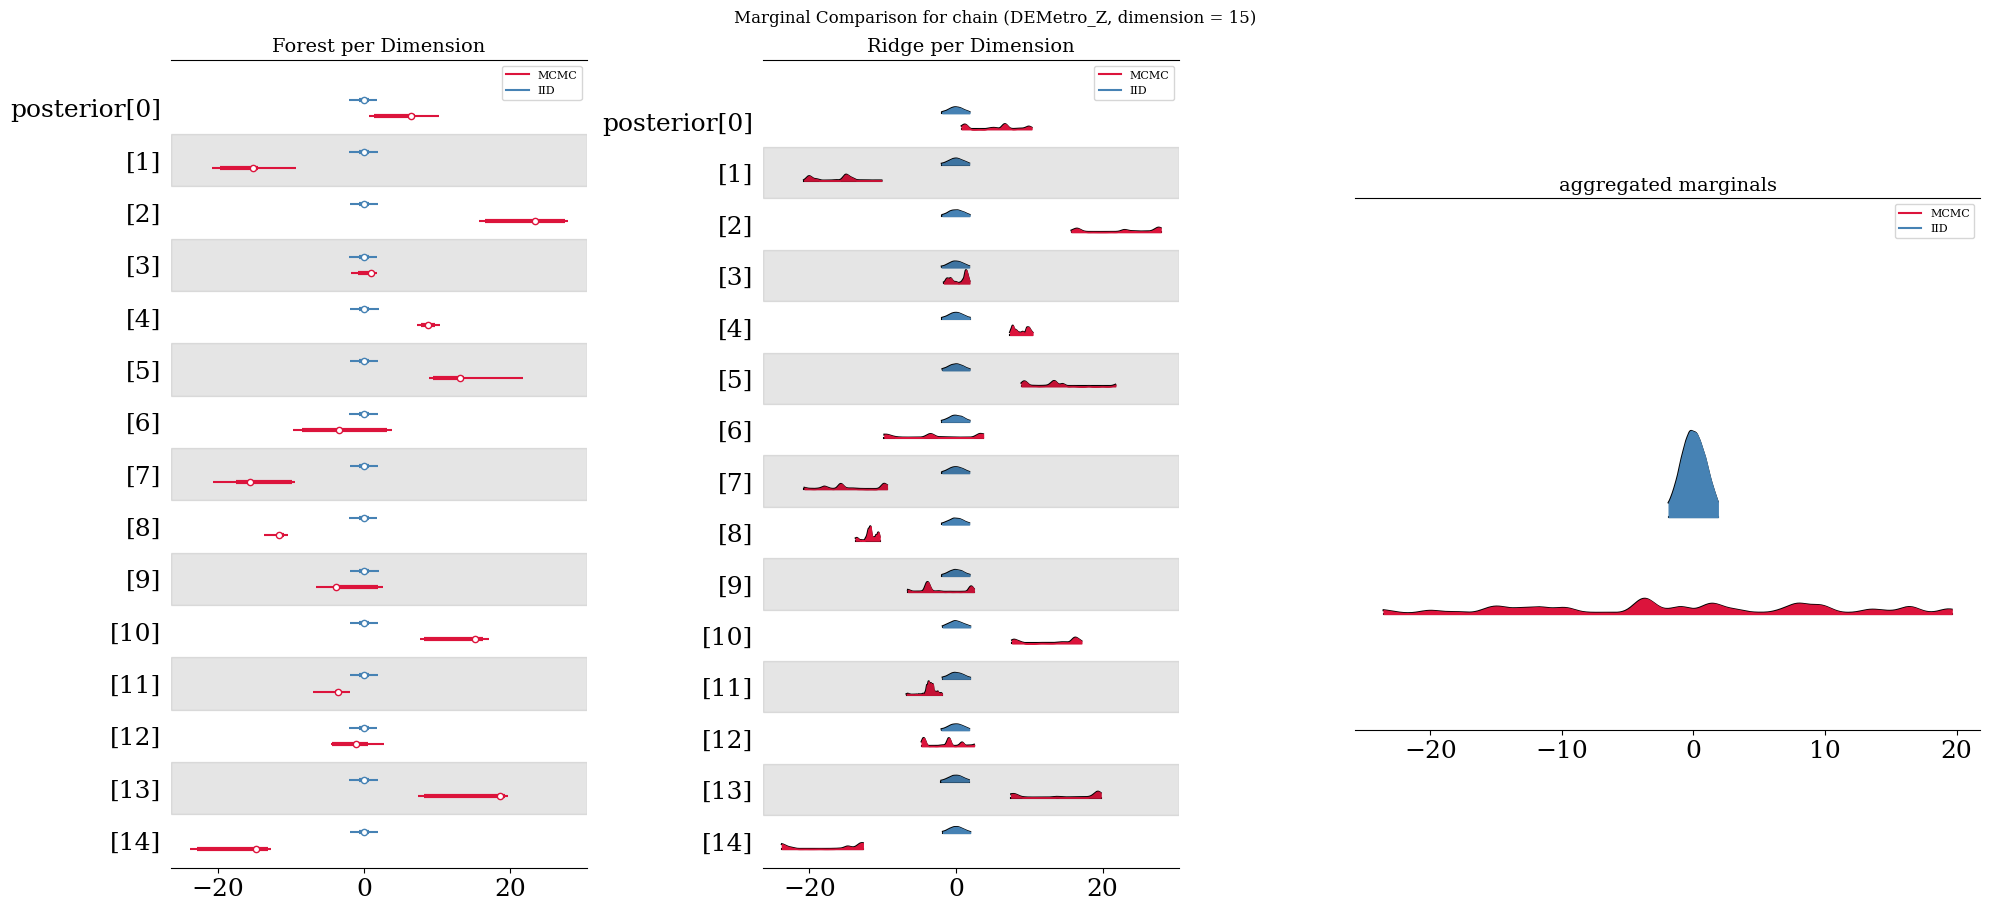 Marginal Comparison for chain (DEMetro_Z, dimension = 15)
Forest per Dimension
MCMC
IID
posterior[0]
[1]
[2]
[3]
[4]
[5]
[6]
[7]
[8]
[9]
[10]
[11]
[12]
[13]
[14]
−20 0 20
Ridge per Dimension
MCMC
IID
posterior[0]
[1]
[2]
[3]
[4]
[5]
[6]
[7]
[8]
[9]
[10]
[11]
[12]
[13]
[14]
−20 0 20
aggregated marginals
MCMC
IID
−20 −10 0 10 20